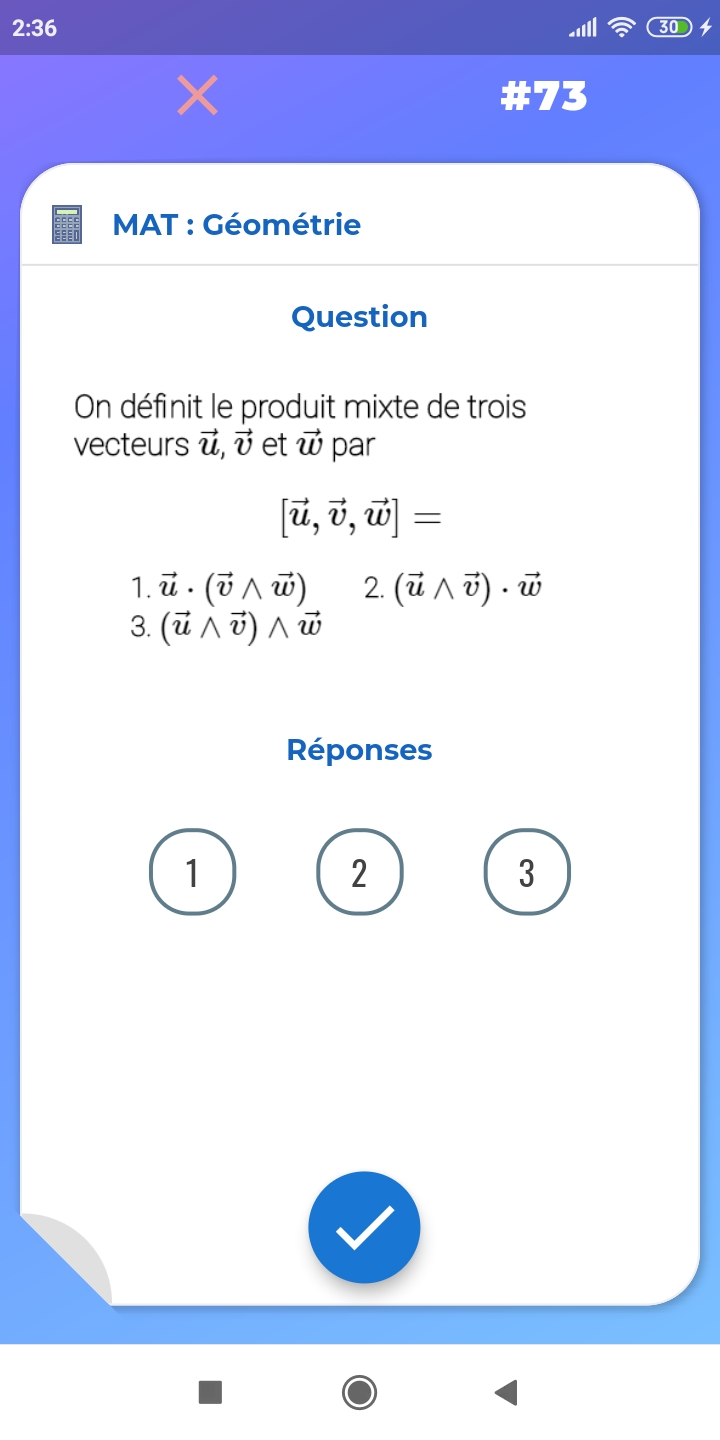 2:36
30
#73
MAT : Géométrie
Question
On définit le produit mixte de trois
vecteurs $\vec{u}$, $\vec{v}$ et $\vec{w}$ par
$[\vec{u}, \vec{v}, \vec{w}] =$
1. $\vec{u} \cdot (\vec{v} \wedge \vec{w})$ 2. $(\vec{u} \wedge \vec{v}) \cdot \vec{w}$
3. $(\vec{u} \wedge \vec{v}) \wedge \vec{w}$
Réponses
1 2 3